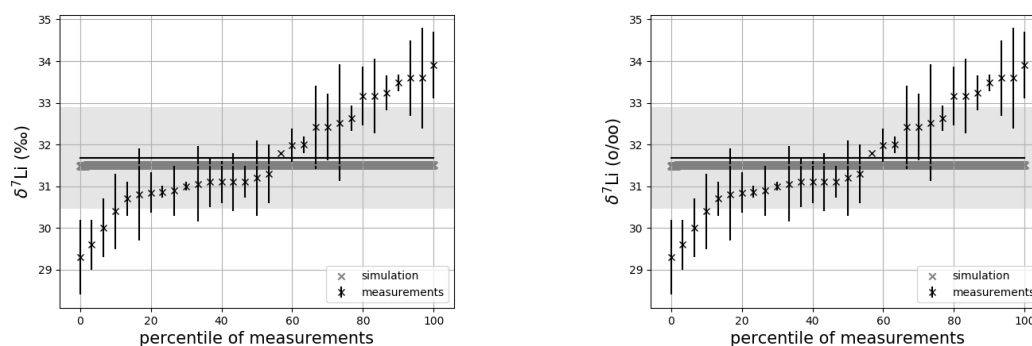 35
34
33
32
31
30
29
δ⁷Li (‰)
0 20 40 60 80 100
percentile of measurements
simulation
measurements
35
34
33
32
31
30
29
δ⁷Li (o/oo)
0 20 40 60 80 100
percentile of measurements
simulation
measurements